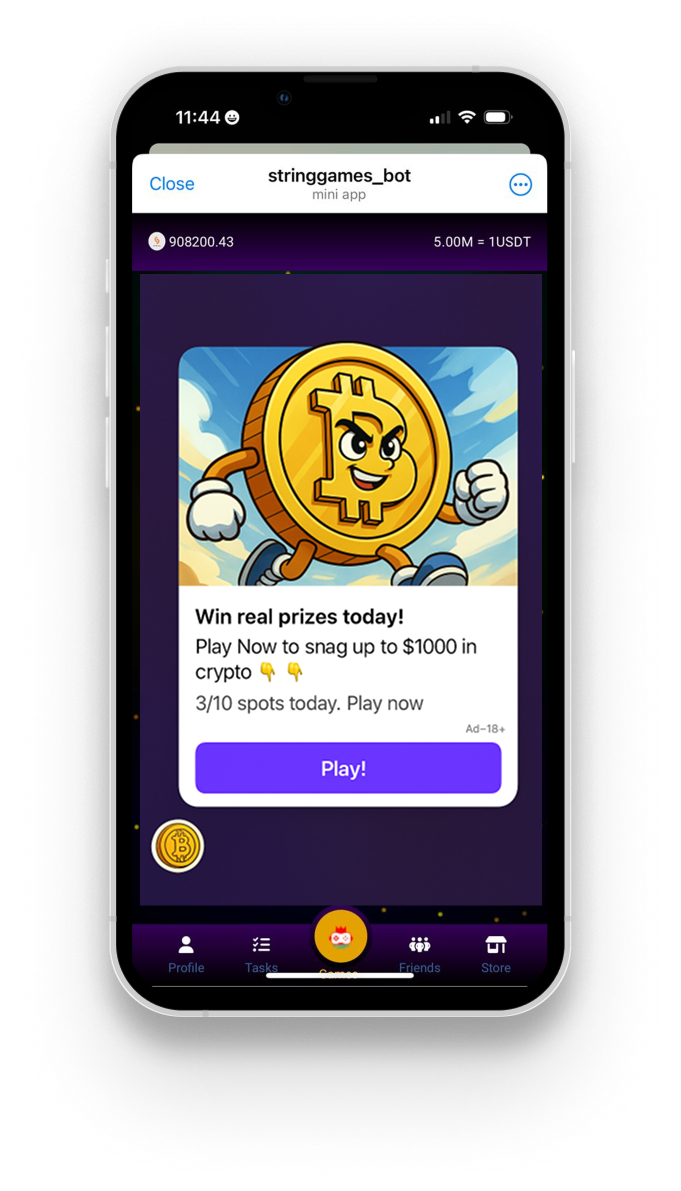 11:44
Close
stringgames_bot
mini app
908200.43
5.00M = 1USDT
Win real prizes today!
Play Now to snag up to $1000 in
crypto 👇 👇
3/10 spots today. Play now
Ad–18+
Play!
Profile
Tasks
Games
Friends
Store